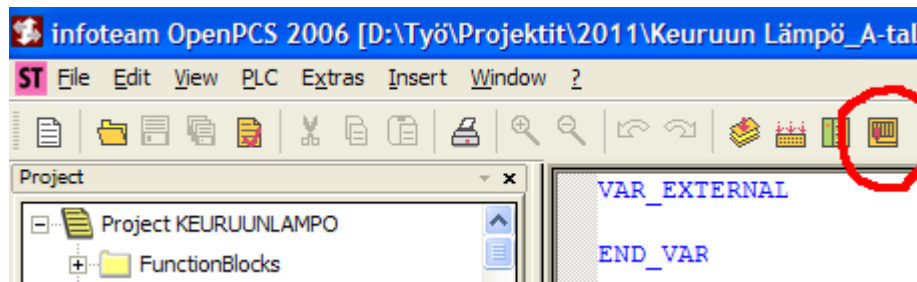 infoteam OpenPCS 2006 [D:\Työ\Projektit\2011\Keuruun Lämpö_A-tal
ST File Edit View PLC Extras Insert Window ?
Project
Project KEURUUNLAMPO
FunctionBlocks
VAR_EXTERNAL
END_VAR